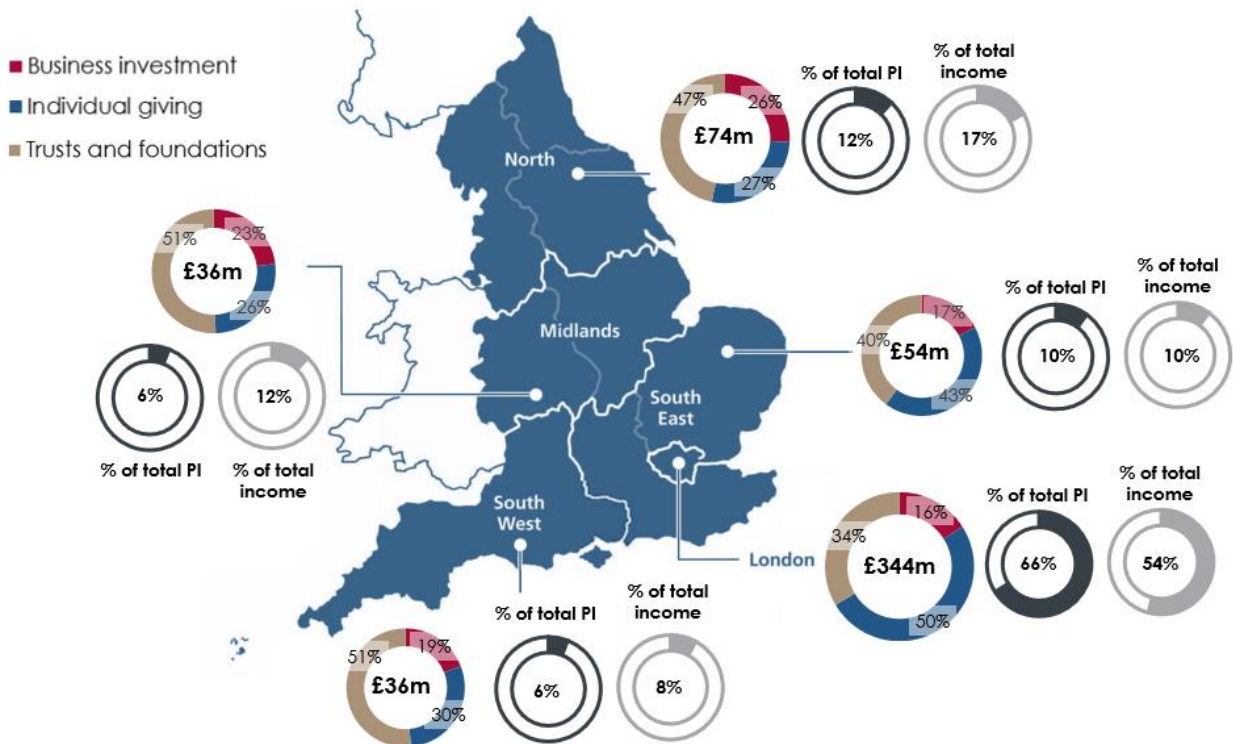 Business investment
Individual giving
Trusts and foundations
North
Midlands
South
East
South
West
London
47%
26%
£74m
27%
% of total PI
12%
% of total
income
17%
51%
23%
£36m
26%
6%
% of total PI
12%
% of total
income
17%
40%
£54m
43%
% of total PI
10%
% of total
income
10%
16%
34%
£344m
50%
% of total PI
66%
% of total
income
54%
51%
19%
£36m
30%
% of total PI
6%
% of total
income
8%